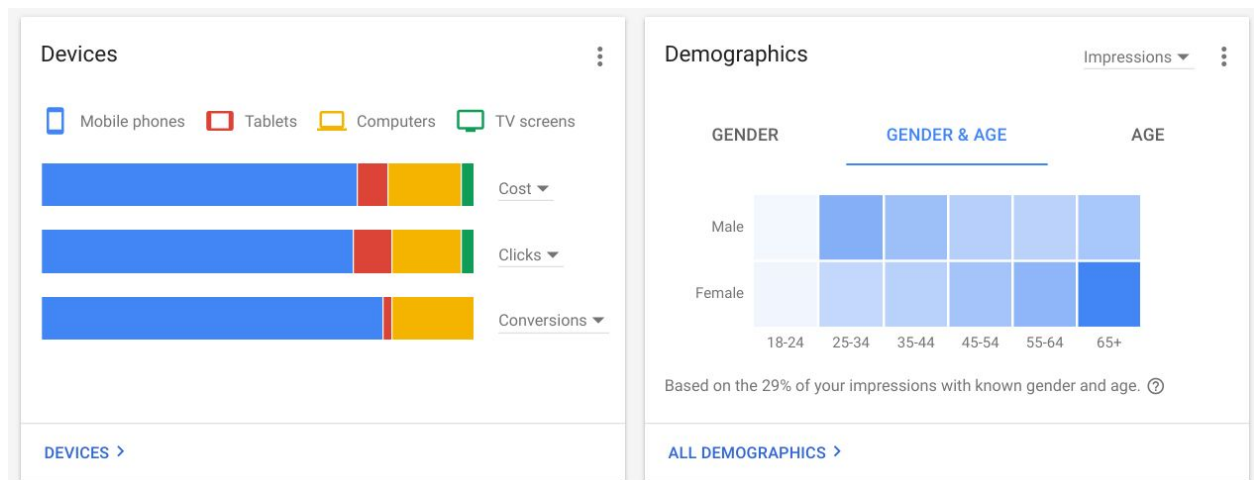 Devices
Mobile phones Tablets Computers TV screens
Cost
Clicks
Conversions
DEVICES
Demographics
Impressions
GENDER GENDER & AGE AGE
Male
Female
18-24 25-34 35-44 45-54 55-64 65+
Based on the 29% of your impressions with known gender and age. ?
ALL DEMOGRAPHICS